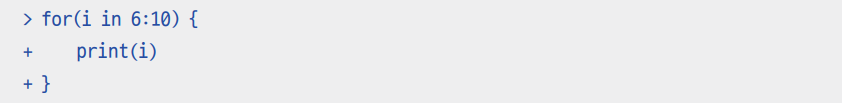 > for(i in 6:10) {
+    print(i)
+ }